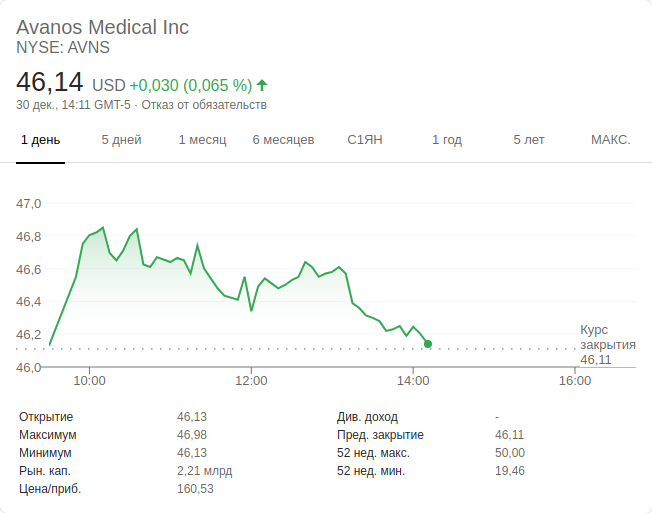 Avanos Medical Inc
NYSE: AVNS
46,14 USD +0,030 (0,065 %)
30 дек., 14:11 GMT-5 · Отказ от обязательств
1 день 5 дней 1 месяц 6 месяцев С1ЯН 1 год 5 лет МАКС.
47,0
46,8
46,6
46,4
46,2
46,0
Курс
закрытия
46,11
10:00 12:00 14:00 16:00
Открытие 46,13 Див. доход -
Максимум 46,98 Пред. закрытие 46,11
Минимум 46,13 52 нед. макс. 50,00
Рын. кап. 2,21 млрд 52 нед. мин. 19,46
Цена/приб. 160,53